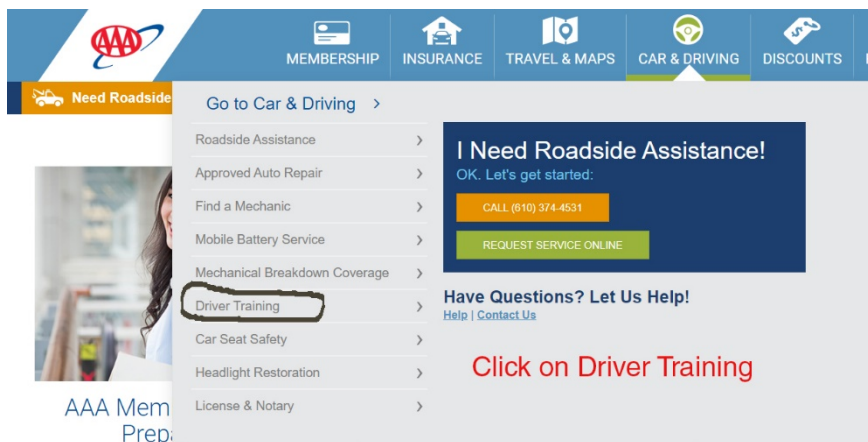 AAA
MEMBERSHIP
INSURANCE
TRAVEL & MAPS
CAR & DRIVING
DISCOUNTS
Need Roadside
Go to Car & Driving >
Roadside Assistance >
Approved Auto Repair >
Find a Mechanic >
Mobile Battery Service >
Mechanical Breakdown Coverage >
Driver Training >
Car Seat Safety >
Headlight Restoration >
License & Notary >
I Need Roadside Assistance!
OK. Let's get started:
CALL (610) 374-4531
REQUEST SERVICE ONLINE
Have Questions? Let Us Help!
Help | Contact Us
Click on Driver Training
AAA Mem
Prep